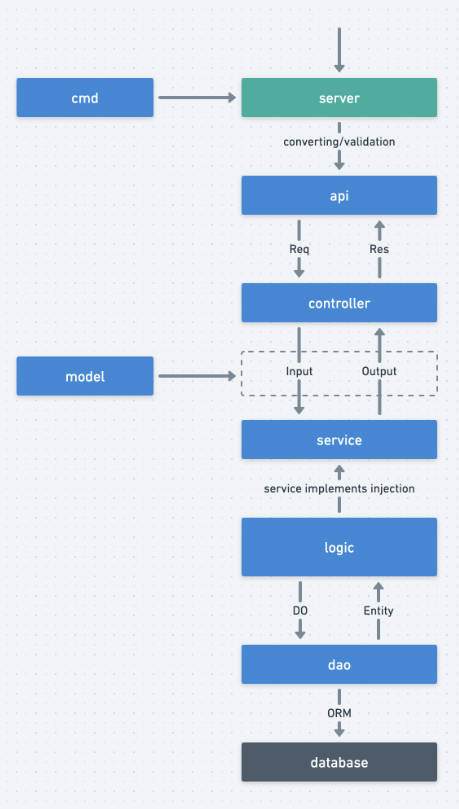 cmd
server
converting/validation
api
Req
Res
controller
model
Input
Output
service
service implements injection
logic
DO
Entity
dao
ORM
database